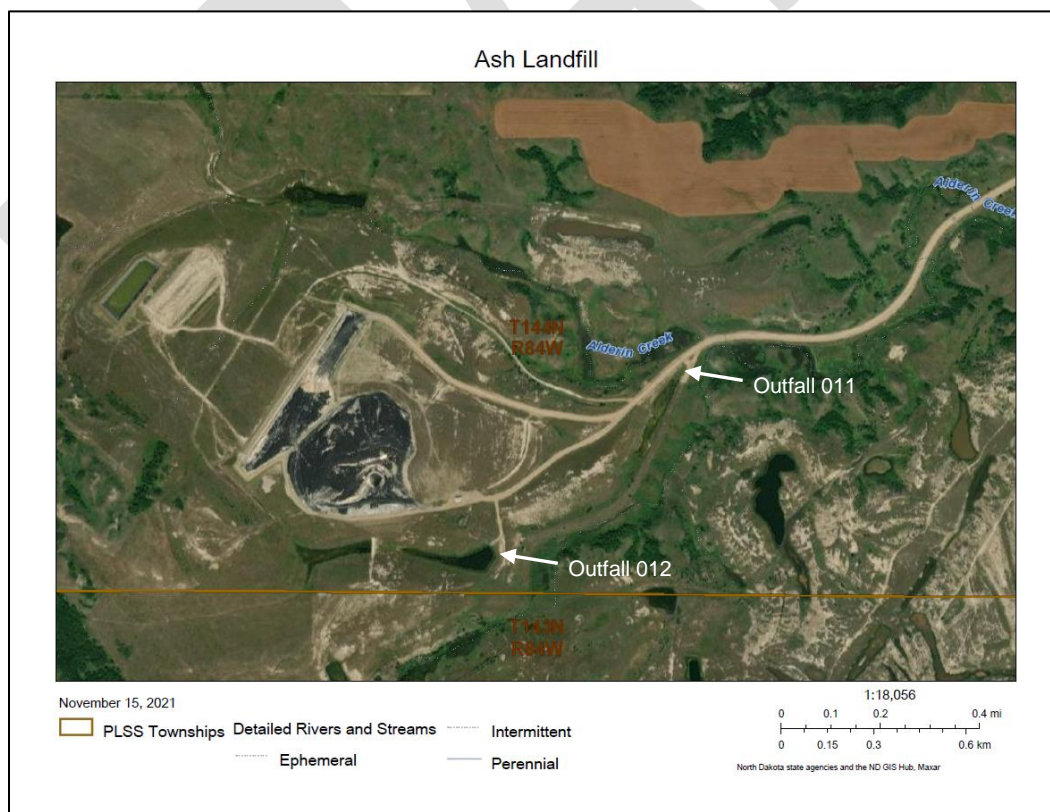 Ash Landfill
Alderin Creek
T144N
R84W
Alderin Creek
Outfall 011
Outfall 012
T143N
R84W
November 15, 2021
PLSS Townships
Detailed Rivers and Streams
Ephemeral
Intermittent
Perennial
1:18,056
0 0.1 0.2 0.4 mi
0 0.15 0.3 0.6 km
North Dakota state agencies and the ND GIS Hub, Maxar